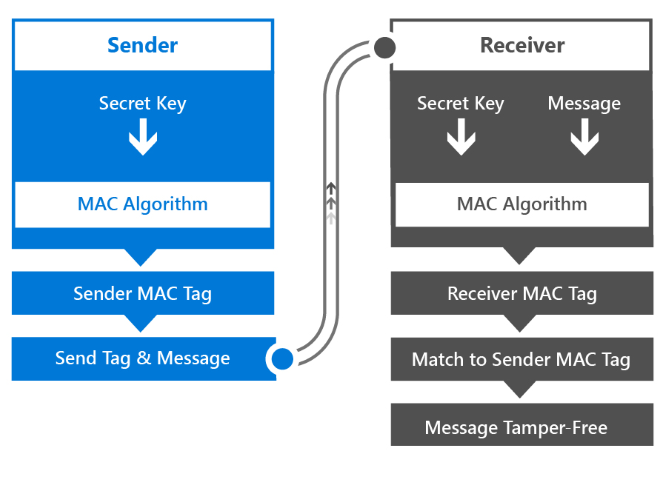 Sender
Secret Key
MAC Algorithm
Sender MAC Tag
Send Tag & Message
Receiver
Secret Key
Message
MAC Algorithm
Receiver MAC Tag
Match to Sender MAC Tag
Message Tamper-Free